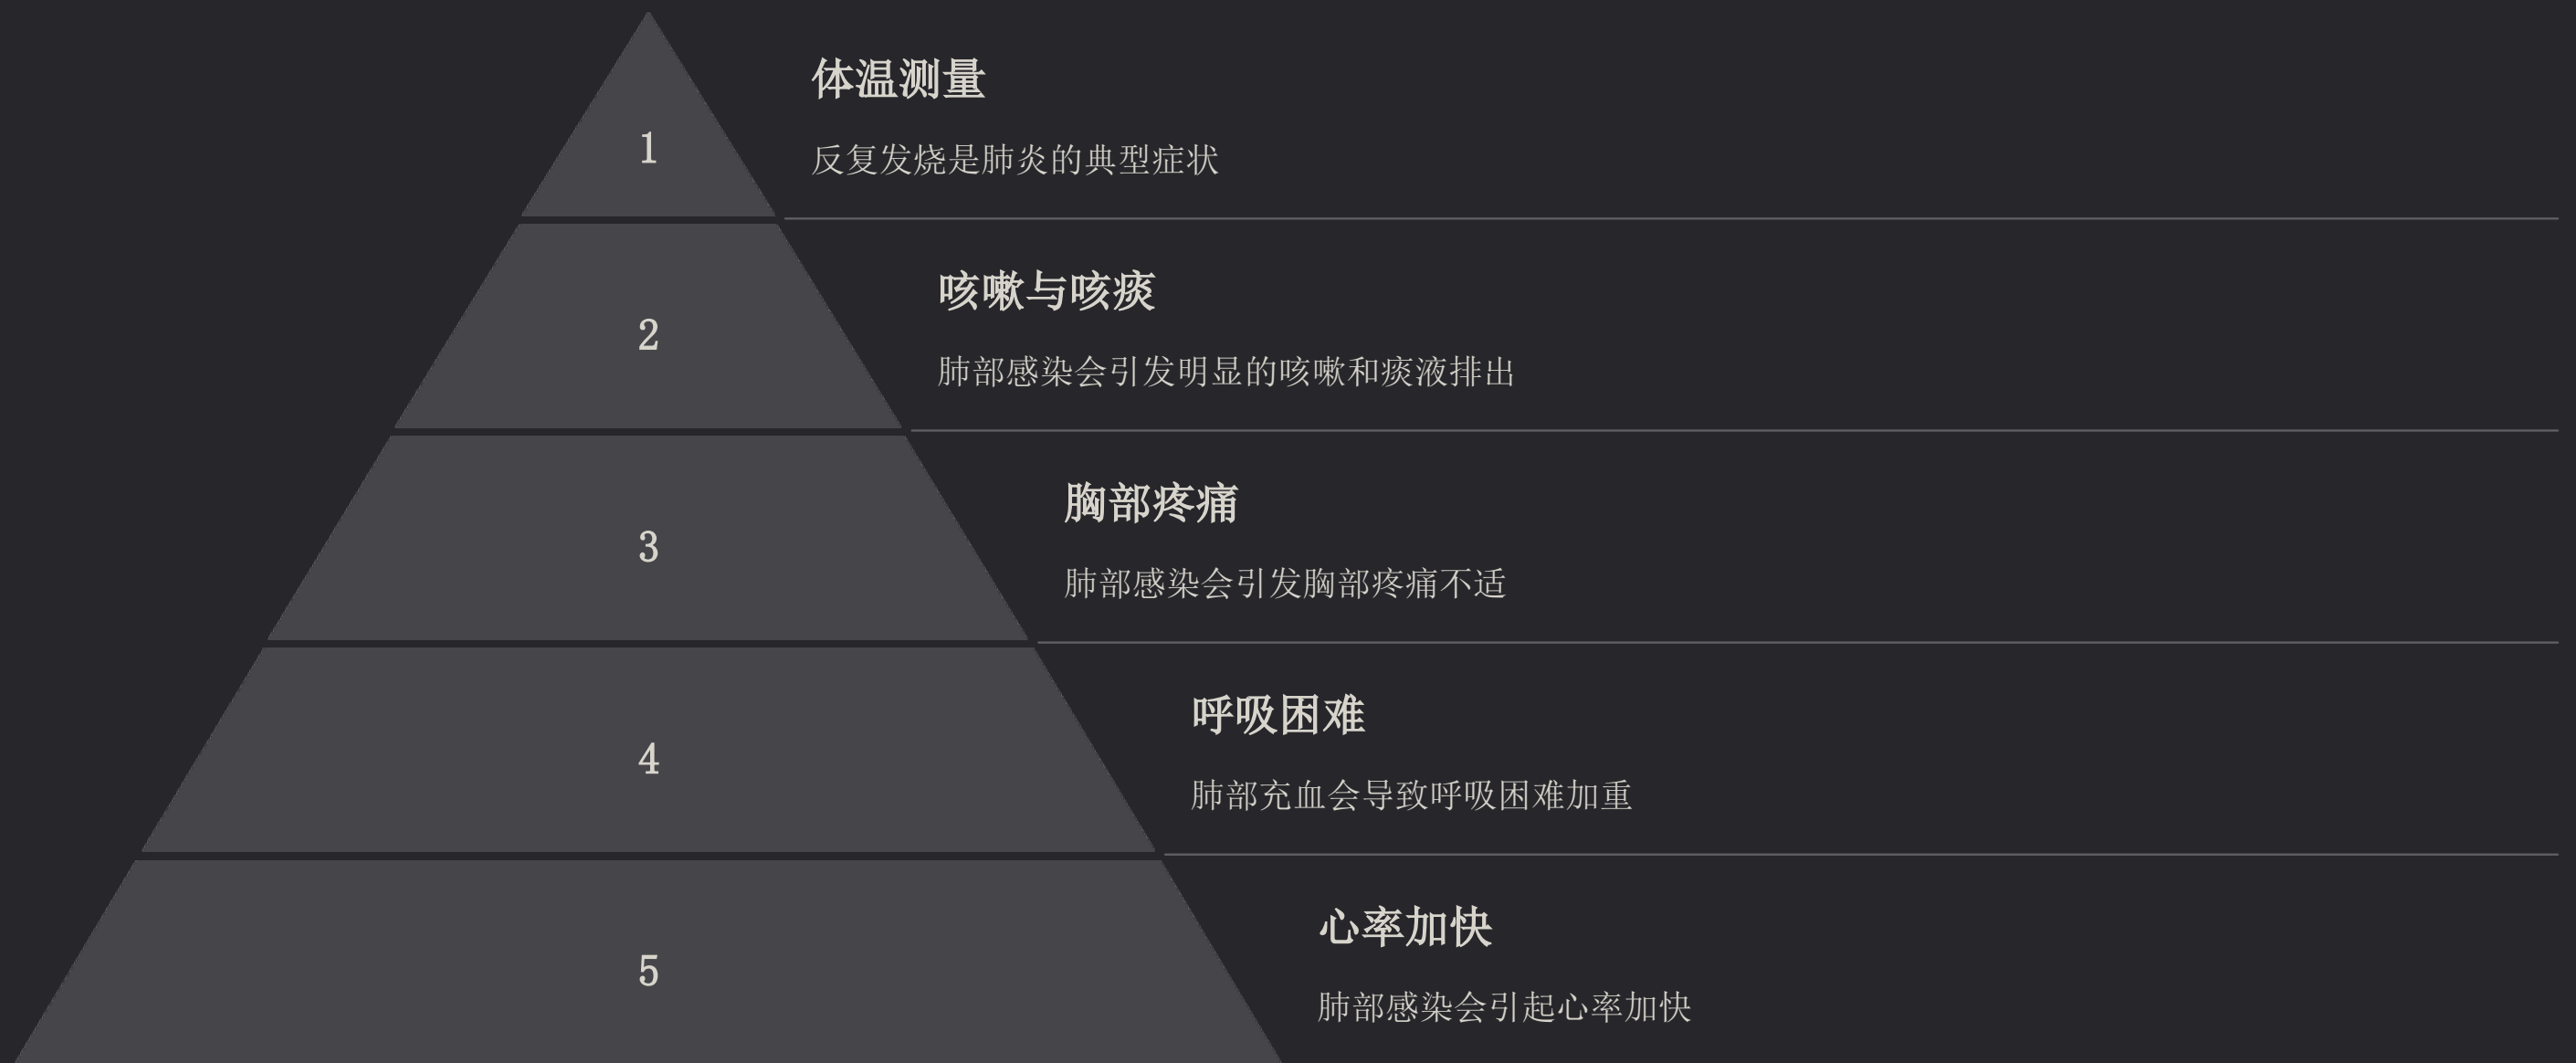 1
体温测量
反复发烧是肺炎的典型症状
2
咳嗽与咳痰
肺部感染会引发明显的咳嗽和痰液排出
3
胸部疼痛
肺部感染会引发胸部疼痛不适
4
呼吸困难
肺部充血会导致呼吸困难加重
5
心率加快
肺部感染会引起心率加快